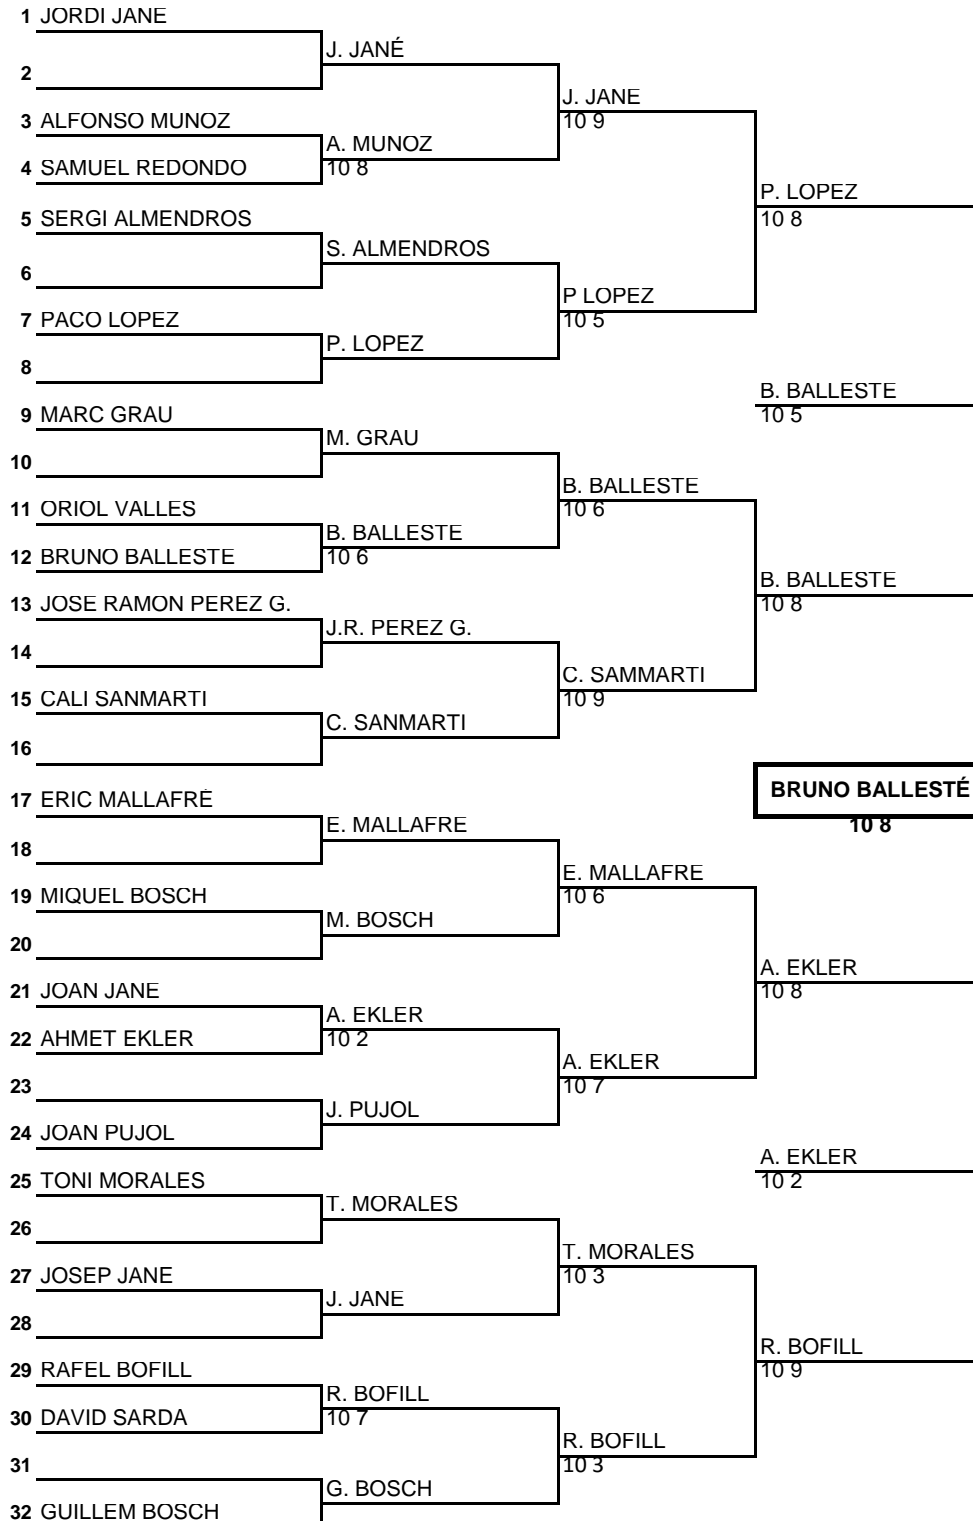 1 JORDI JANE
J. JANÉ
2
J. JANE
3 ALFONSO MUNOZ
10 9
A. MUNOZ
4 SAMUEL REDONDO
10 8
P. LOPEZ
5 SERGI ALMENDROS
10 8
S. ALMENDROS
6
P LOPEZ
7 PACO LOPEZ
10 5
P. LOPEZ
8
B. BALLESTE
9 MARC GRAU
10 5
M. GRAU
10
B. BALLESTE
11 ORIOL VALLES
10 6
B. BALLESTE
12 BRUNO BALLESTE
10 6
B. BALLESTE
13 JOSE RAMON PEREZ G.
10 8
J.R. PEREZ G.
14
C. SAMMARTI
15 CALI SANMARTI
10 9
C. SANMARTI
16
BRUNO BALLESTÉ
17 ERIC MALLAFRÉ
10 8
E. MALLAFRE
18
E. MALLAFRE
19 MIQUEL BOSCH
10 6
M. BOSCH
20
A. EKLER
21 JOAN JANE
10 8
A. EKLER
22 AHMET EKLER
10 2
A. EKLER
23
10 7
J. PUJOL
24 JOAN PUJOL
A. EKLER
25 TONI MORALES
10 2
T. MORALES
26
T. MORALES
27 JOSEP JANE
10 3
J. JANE
28
R. BOFILL
29 RAFEL BOFILL
10 9
R. BOFILL
30 DAVID SARDA
10 7
R. BOFILL
31
10 3
G. BOSCH
32 GUILLEM BOSCH